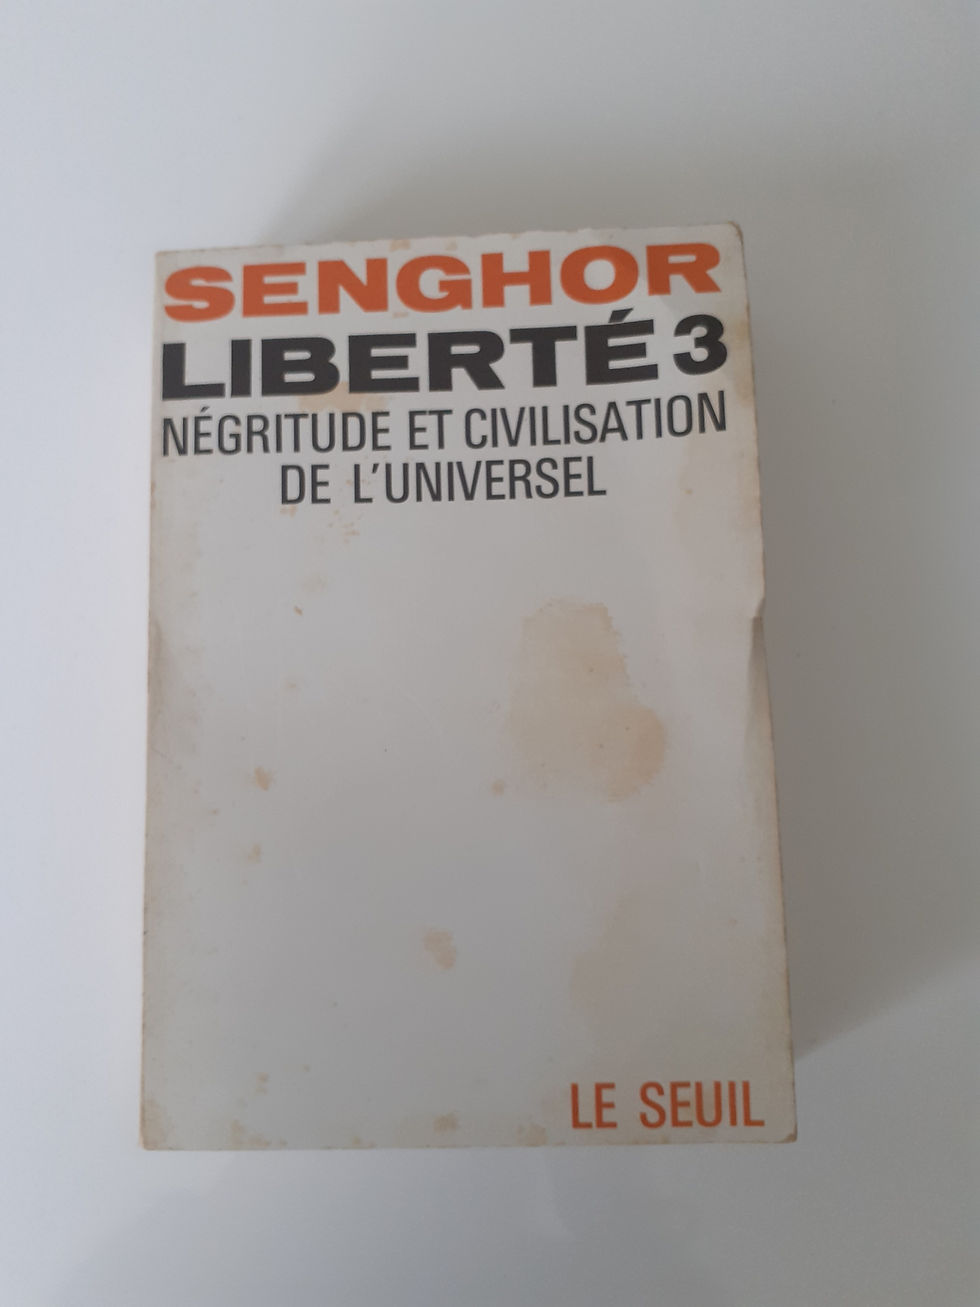 SENGHOR
LIBERTÉ 3
NÉGRITUDE ET CIVILISATION
DE L'UNIVERSEL
LE SEUIL